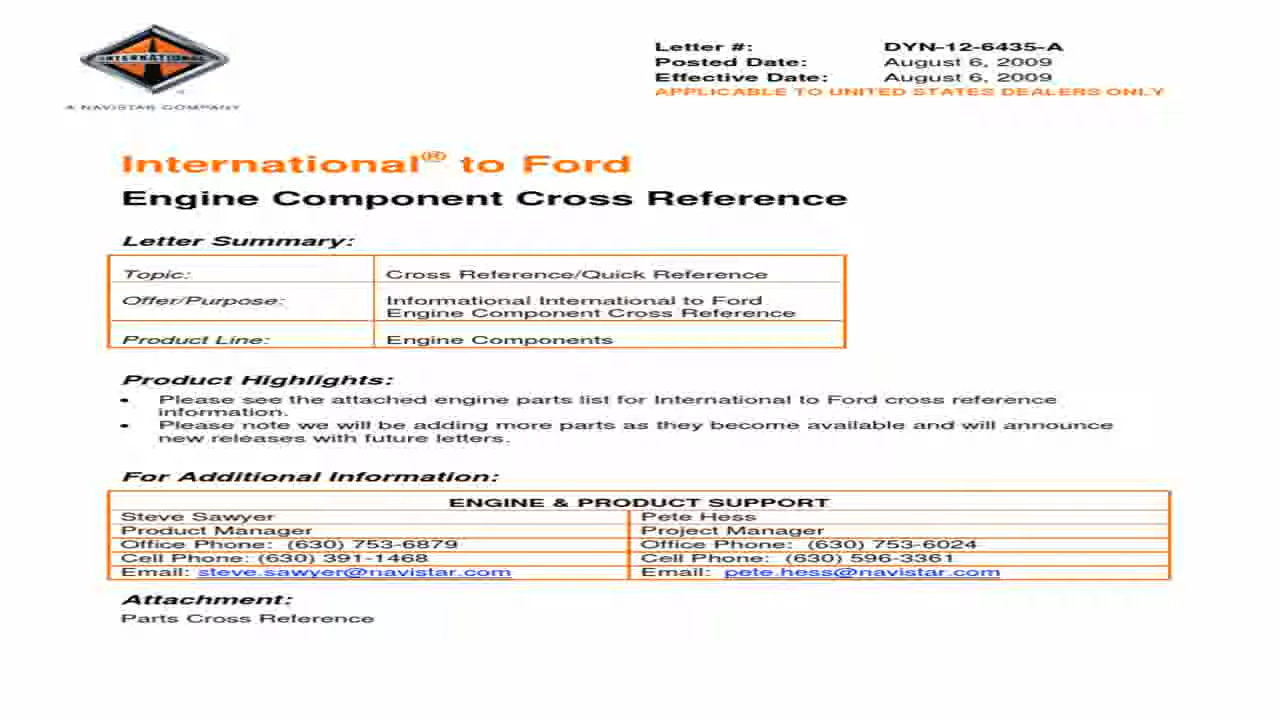 INTERNATIONAL
A NAVISTAR COMPANY
Letter #: DYN-12-6435-A
Posted Date: August 6, 2009
Effective Date: August 6, 2009
APPLICABLE TO UNITED STATES DEALERS ONLY
International® to Ford
Engine Component Cross Reference
Letter Summary:
Topic: Cross Reference/Quick Reference
Offer/Purpose: Informational International to Ford
Engine Component Cross Reference
Product Line: Engine Components
Product Highlights:
• Please see the attached engine parts list for International to Ford cross reference
information.
• Please note we will be adding more parts as they become available and will announce
new releases with future letters.
For Additional Information:
ENGINE & PRODUCT SUPPORT
Steve Sawyer Pete Hess
Product Manager Project Manager
Office Phone: (630) 753-6879 Office Phone: (630) 753-6024
Cell Phone: (630) 391-1468 Cell Phone: (630) 596-3361
Email: steve.sawyer@navistar.com Email: pete.hess@navistar.com
Attachment:
Parts Cross Reference